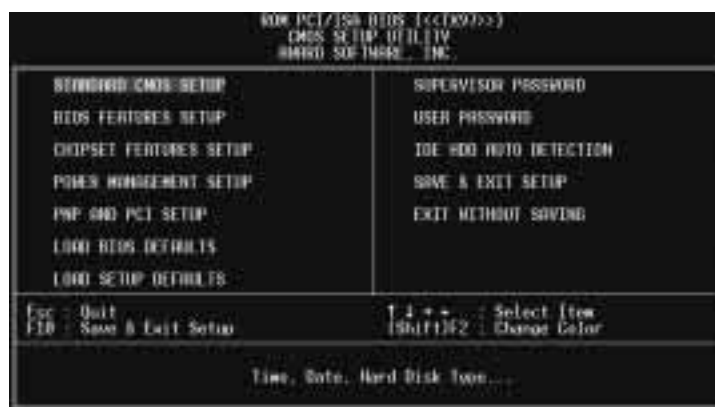 ROM PCI/ISA BIOS (<<TX97>>)
CMOS SETUP UTILITY
AWARD SOFTWARE, INC.
STANDARD CMOS SETUP
BIOS FEATURES SETUP
CHIPSET FEATURES SETUP
POWER MANAGEMENT SETUP
PNP AND PCI SETUP
LOAD BIOS DEFAULTS
LOAD SETUP DEFAULTS
SUPERVISOR PASSWORD
USER PASSWORD
IDE HDD AUTO DETECTION
SAVE & EXIT SETUP
EXIT WITHOUT SAVING
Esc : Quit
F10 : Save & Exit Setup
↑ ↓ → ← : Select Item
(Shift)F2 : Change Color
Time, Date, Hard Disk Type...